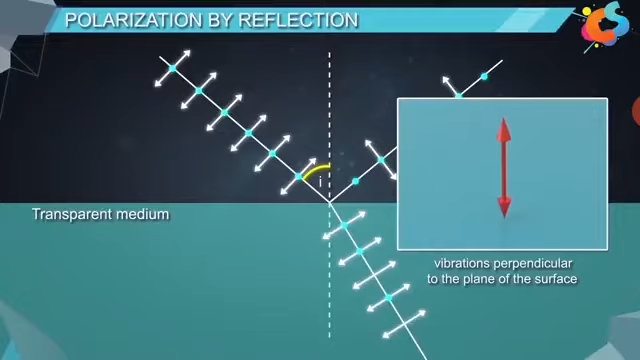 POLARIZATION BY REFLECTION
i
Transparent medium
vibrations perpendicular
to the plane of the surface